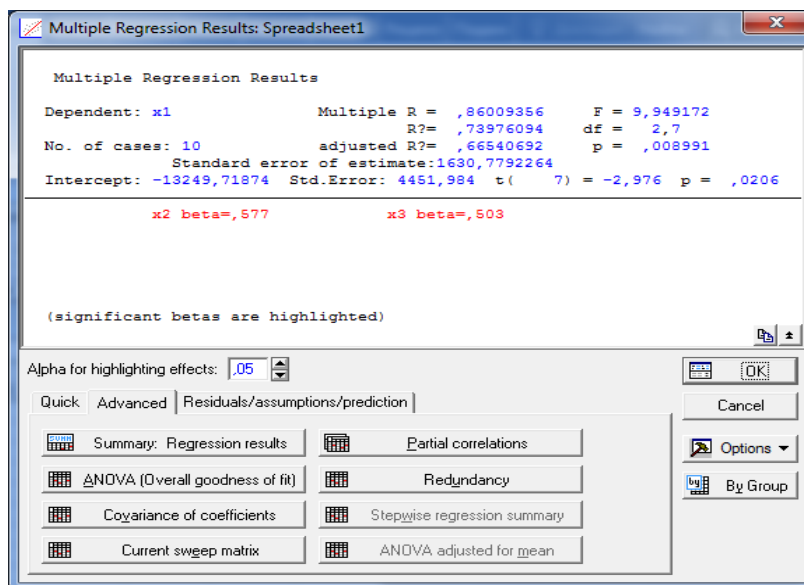 Multiple Regression Results: Spreadsheet1
Multiple Regression Results
Dependent: x1 Multiple R = ,86009356 F = 9,949172
R?= ,73976094 df = 2,7
No. of cases: 10 adjusted R?= ,66540692 p = ,008991
Standard error of estimate:1630,7792264
Intercept: -13249,71874 Std.Error: 4451,984 t( 7) = -2,976 p = ,0206
x2 beta=,577 x3 beta=,503
(significant betas are highlighted)
Alpha for highlighting effects: ,05
OK
Quick Advanced Residuals/assumptions/prediction
Cancel
Summary: Regression results Partial correlations
Options
ANOVA (Overall goodness of fit) Redundancy
By Group
Covariance of coefficients Stepwise regression summary
Current sweep matrix ANOVA adjusted for mean